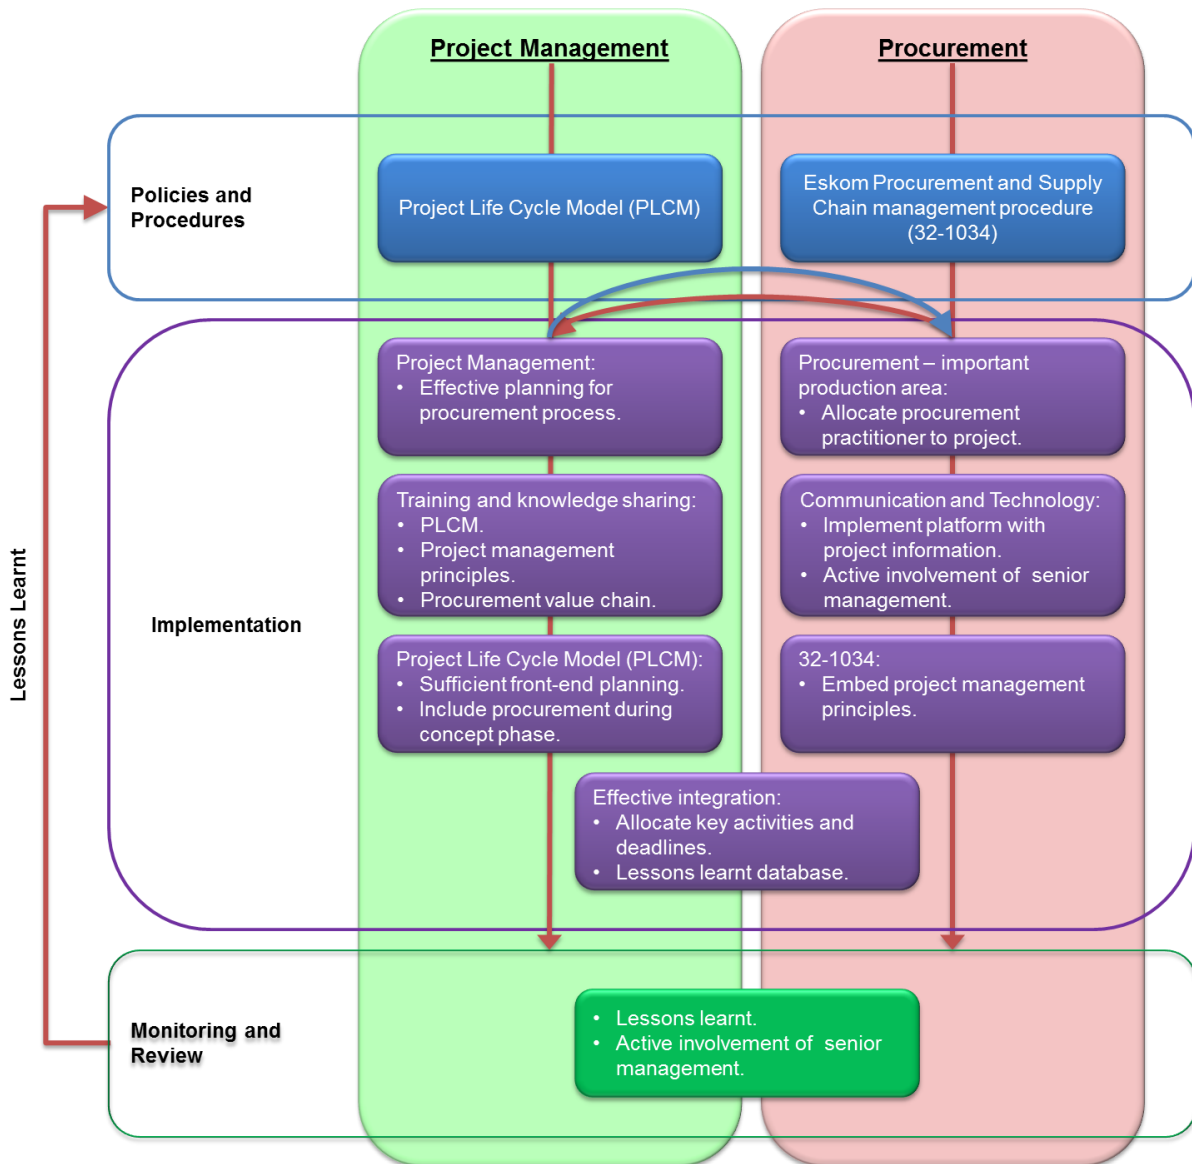 Project Management
Procurement
Policies and
Procedures
Project Life Cycle Model (PLCM)
Eskom Procurement and Supply
Chain management procedure
(32-1034)
Lessons Learnt
Implementation
Project Management:
• Effective planning for
procurement process.
Procurement – important
production area:
• Allocate procurement
practitioner to project.
Training and knowledge sharing:
• PLCM.
• Project management
principles.
• Procurement value chain.
Communication and Technology:
• Implement platform with
project information.
• Active involvement of senior
management.
Project Life Cycle Model (PLCM):
• Sufficient front-end planning.
• Include procurement during
concept phase.
32-1034:
• Embed project management
principles.
Effective integration:
• Allocate key activities and
deadlines.
• Lessons learnt database.
Monitoring and
Review
• Lessons learnt.
• Active involvement of senior
management.